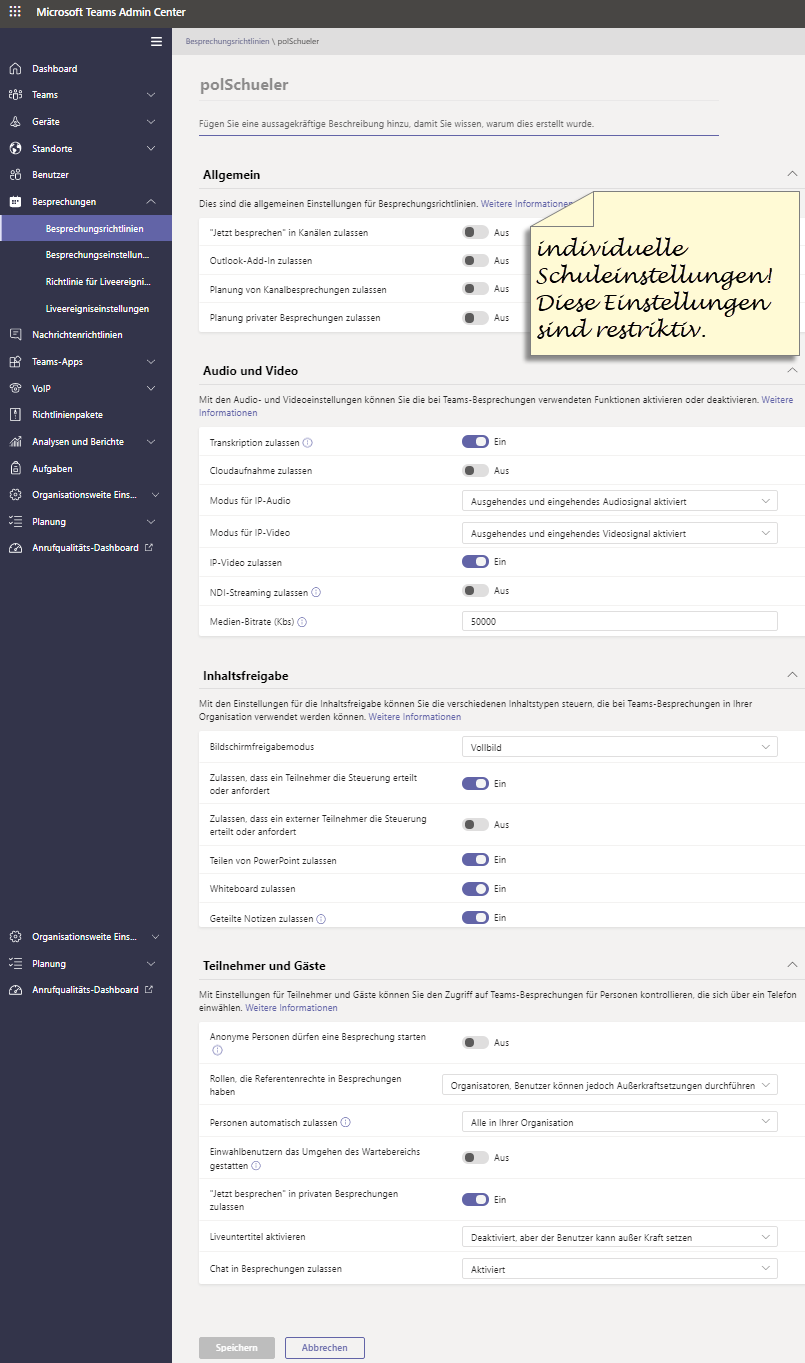 Microsoft Teams Admin Center
Dashboard
Teams
Geräte
Standorte
Benutzer
Besprechungen
Besprechungsrichtlinien
Besprechungseinstellun...
Richtlinie für Liveereigni...
Liveereigniseinstellungen
Nachrichtenrichtlinien
Teams-Apps
VoIP
Richtlinienpakete
Analysen und Berichte
Aufgaben
Organisationsweite Eins...
Planung
Anrufqualitäts-Dashboard
Organisationsweite Eins...
Planung
Anrufqualitäts-Dashboard
Besprechungsrichtlinien \ polSchueler
polSchueler
Fügen Sie eine aussagekräftige Beschreibung hinzu, damit Sie wissen, warum dies erstellt wurde.
Allgemein
Dies sind die allgemeinen Einstellungen für Besprechungsrichtlinien. Weitere Informationen
"Jetzt besprechen" in Kanälen zulassen Aus
Outlook-Add-In zulassen Aus
Planung von Kanalbesprechungen zulassen Aus
Planung privater Besprechungen zulassen Aus
individuelle
Schuleinstellungen!
Diese Einstellungen
sind restriktiv.
Audio und Video
Mit den Audio- und Videoeinstellungen können Sie die bei Teams-Besprechungen verwendeten Funktionen aktivieren oder deaktivieren. Weitere
Informationen
Transkription zulassen Ein
Cloudaufnahme zulassen Aus
Modus für IP-Audio Ausgehendes und eingehendes Audiosignal aktiviert
Modus für IP-Video Ausgehendes und eingehendes Videosignal aktiviert
IP-Video zulassen Ein
NDI-Streaming zulassen Aus
Medien-Bitrate (Kbs) 50000
Inhaltsfreigabe
Mit den Einstellungen für die Inhaltsfreigabe können Sie die verschiedenen Inhaltstypen steuern, die bei Teams-Besprechungen in Ihrer
Organisation verwendet werden können. Weitere Informationen
Bildschirmfreigabemodus Vollbild
Zulassen, dass ein Teilnehmer die Steuerung erteilt
oder anfordert Ein
Zulassen, dass ein externer Teilnehmer die Steuerung
erteilt oder anfordert Aus
Teilen von PowerPoint zulassen Ein
Whiteboard zulassen Ein
Geteilte Notizen zulassen Ein
Teilnehmer und Gäste
Mit Einstellungen für Teilnehmer und Gäste können Sie den Zugriff auf Teams-Besprechungen für Personen kontrollieren, die sich über ein Telefon
einwählen. Weitere Informationen
Anonyme Personen dürfen eine Besprechung starten Aus
Rollen, die Referentenrechte in Besprechungen
haben Organisatoren, Benutzer können jedoch Außerkraftsetzungen durchführen
Personen automatisch zulassen Alle in Ihrer Organisation
Einwahlbenutzern das Umgehen des Wartebereichs
gestatten Aus
"Jetzt besprechen" in privaten Besprechungen
zulassen Ein
Liveuntertitel aktivieren Deaktiviert, aber der Benutzer kann außer Kraft setzen
Chat in Besprechungen zulassen Aktiviert
Speichern Abbrechen